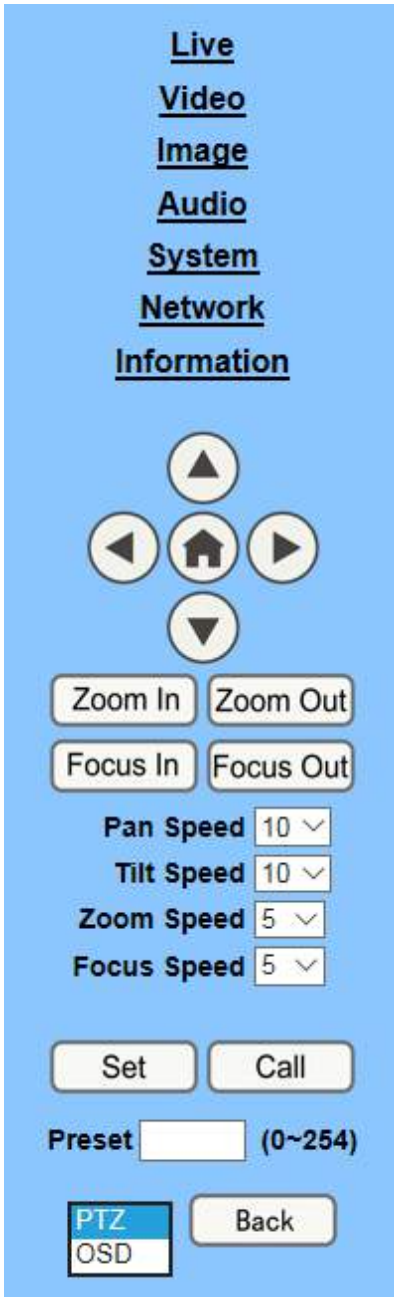 Live
Video
Image
Audio
System
Network
Information
Zoom In Zoom Out
Focus In Focus Out
Pan Speed 10
Tilt Speed 10
Zoom Speed 5
Focus Speed 5
Set Call
Preset (0~254)
PTZ Back
OSD